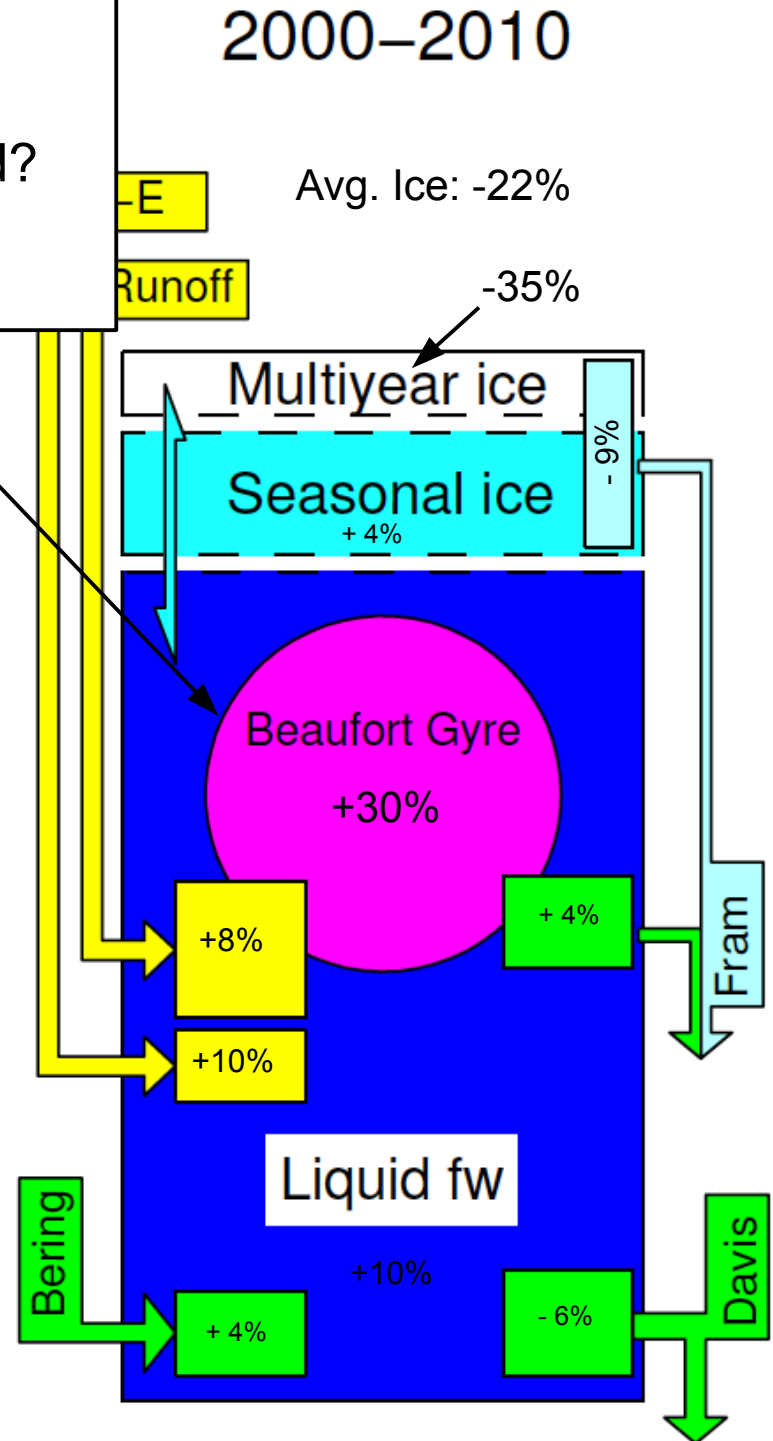 2000–2010
d?
–E
Avg. Ice: -22%
Runoff
-35%
Multiyear ice
- 9%
Seasonal ice
+ 4%
Beaufort Gyre
+30%
+8%
+ 4%
Fram
+10%
Liquid fw
Bering
+10%
Davis
+ 4%
- 6%